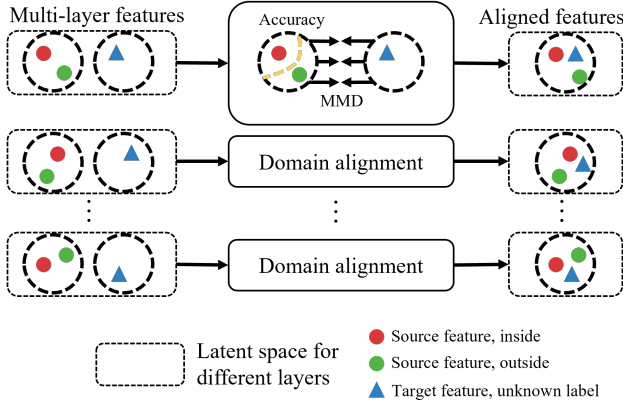 Multi-layer features
Accuracy
MMD
Aligned features
Domain alignment
Domain alignment
Latent space for
different layers
Source feature, inside
Source feature, outside
Target feature, unknown label